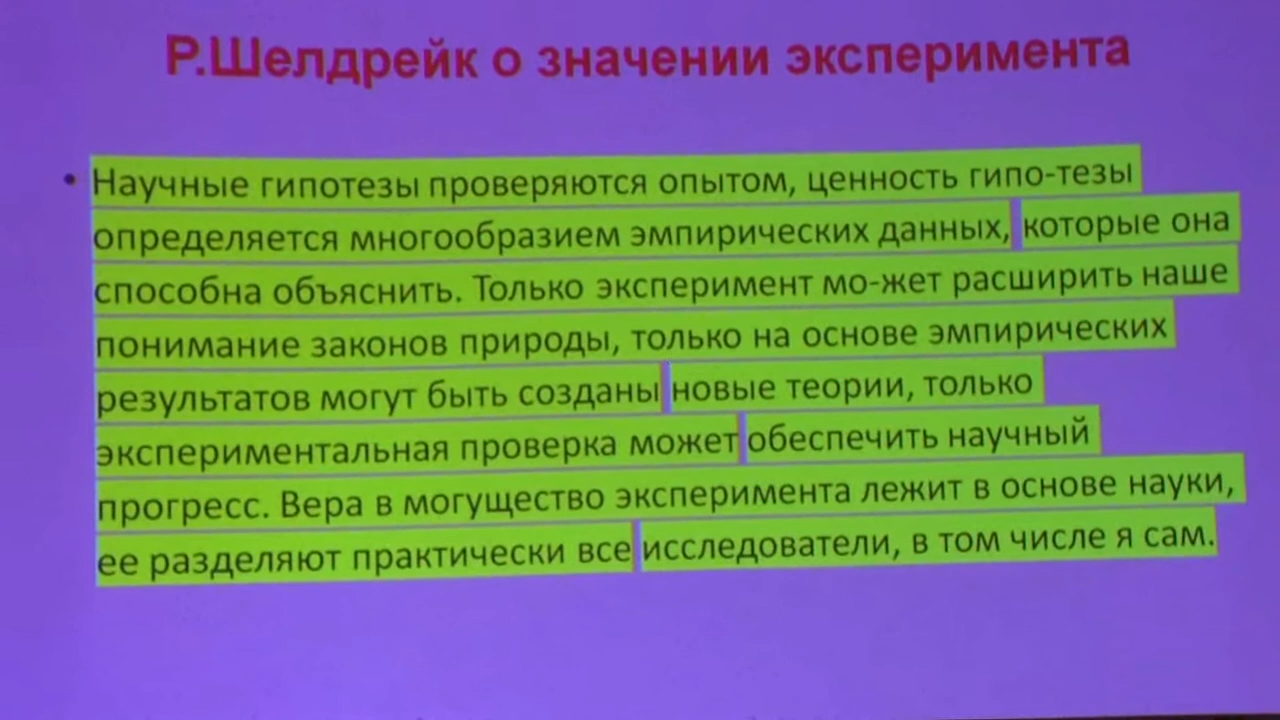 Р.Шелдрейк о значении эксперимента
• Научные гипотезы проверяются опытом, ценность гипо-тезы
определяется многообразием эмпирических данных, которые она
способна объяснить. Только эксперимент мо-жет расширить наше
понимание законов природы, только на основе эмпирических
результатов могут быть созданы новые теории, только
экспериментальная проверка может обеспечить научный
прогресс. Вера в могущество эксперимента лежит в основе науки,
ее разделяют практически все исследователи, в том числе я сам.